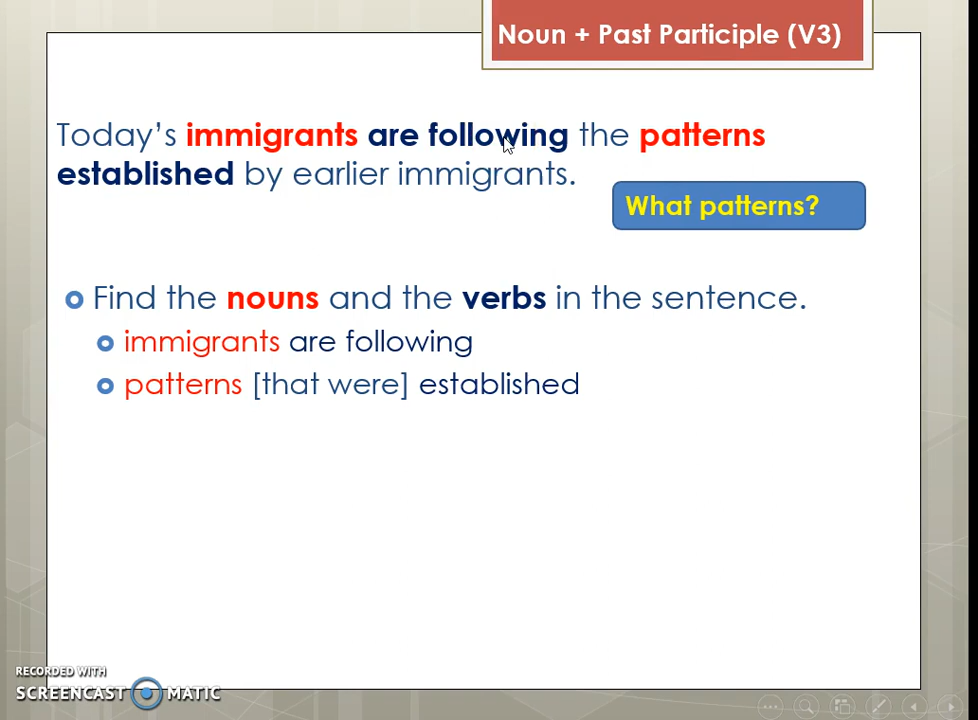 Noun + Past Participle (V3)
Today's immigrants are following the patterns
established by earlier immigrants.
What patterns?
Find the nouns and the verbs in the sentence.
immigrants are following
patterns [that were] established
RECORDED WITH
SCREENCAST MATIC